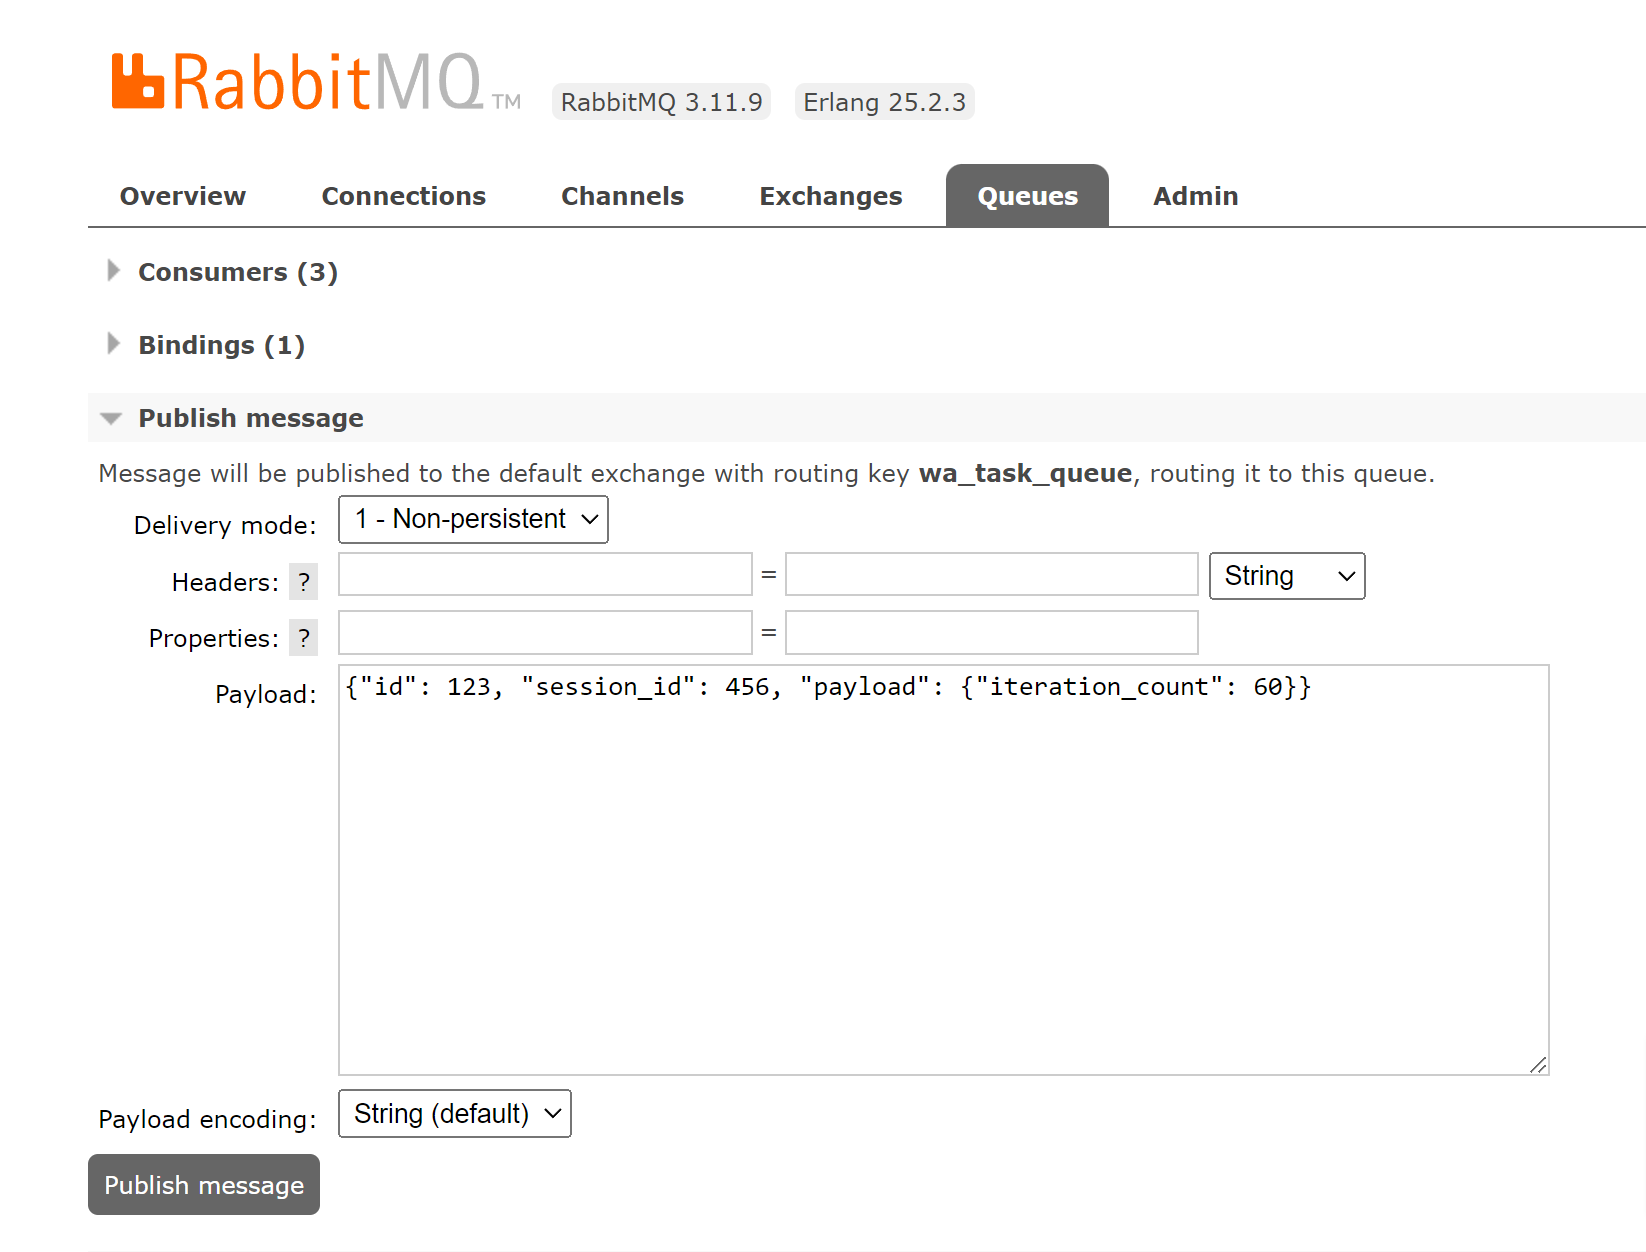 RabbitMQ TM RabbitMQ 3.11.9 Erlang 25.2.3
Overview Connections Channels Exchanges Queues Admin
Consumers (3)
Bindings (1)
Publish message
Message will be published to the default exchange with routing key wa_task_queue, routing it to this queue.
Delivery mode: 1 - Non-persistent
Headers: ? = String
Properties: ? =
Payload: {"id": 123, "session_id": 456, "payload": {"iteration_count": 60}}
Payload encoding: String (default)
Publish message